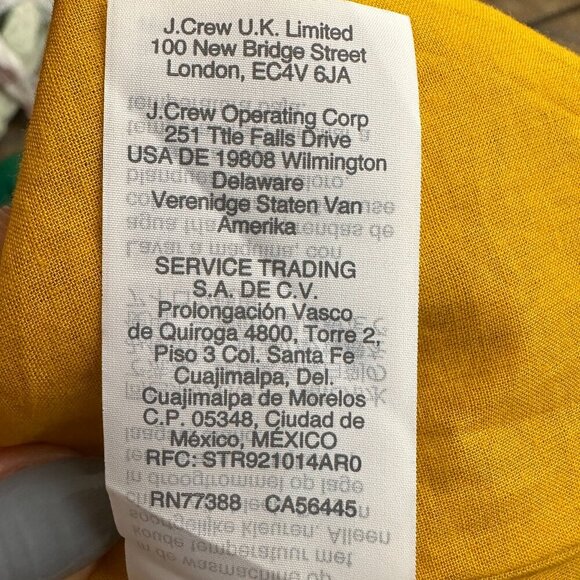 J.Crew U.K. Limited
100 New Bridge Street
London, EC4V 6JA
J.Crew Operating Corp
251 Ttle Falls Drive
USA DE 19808 Wilmington
Delaware
Verenidge Staten Van
Amerika
SERVICE TRADING
S.A. DE C.V.
Prolongación Vasco
de Quiroga 4800, Torre 2,
Piso 3 Col. Santa Fe
Cuajimalpa, Del.
Cuajimalpa de Morelos
C.P. 05348, Ciudad de
México, MÉXICO
RFC: STR921014AR0
RN77388 CA56445